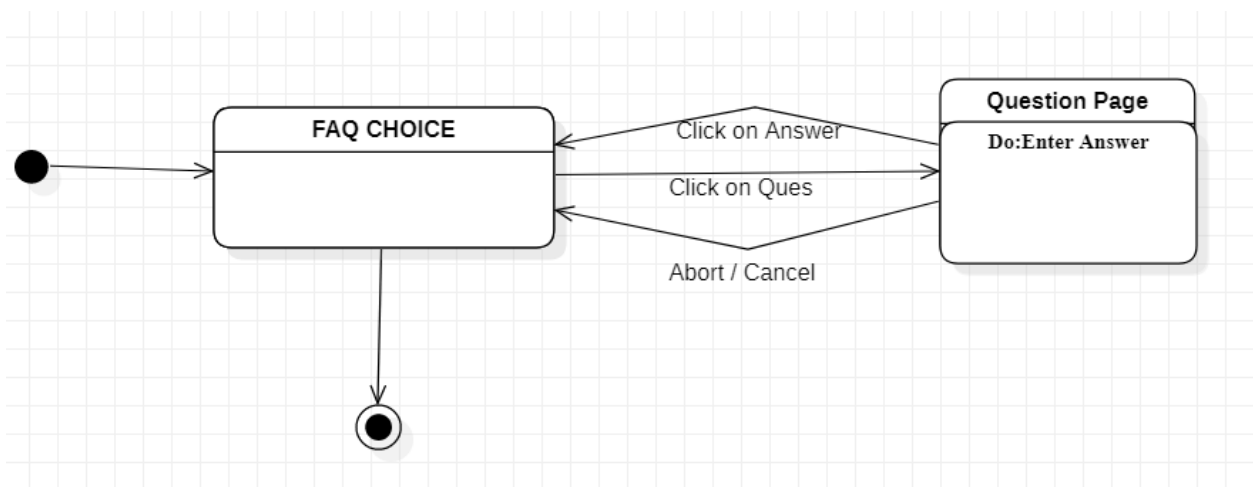 FAQ CHOICE
Question Page
Do:Enter Answer
Click on Answer
Click on Ques
Abort / Cancel